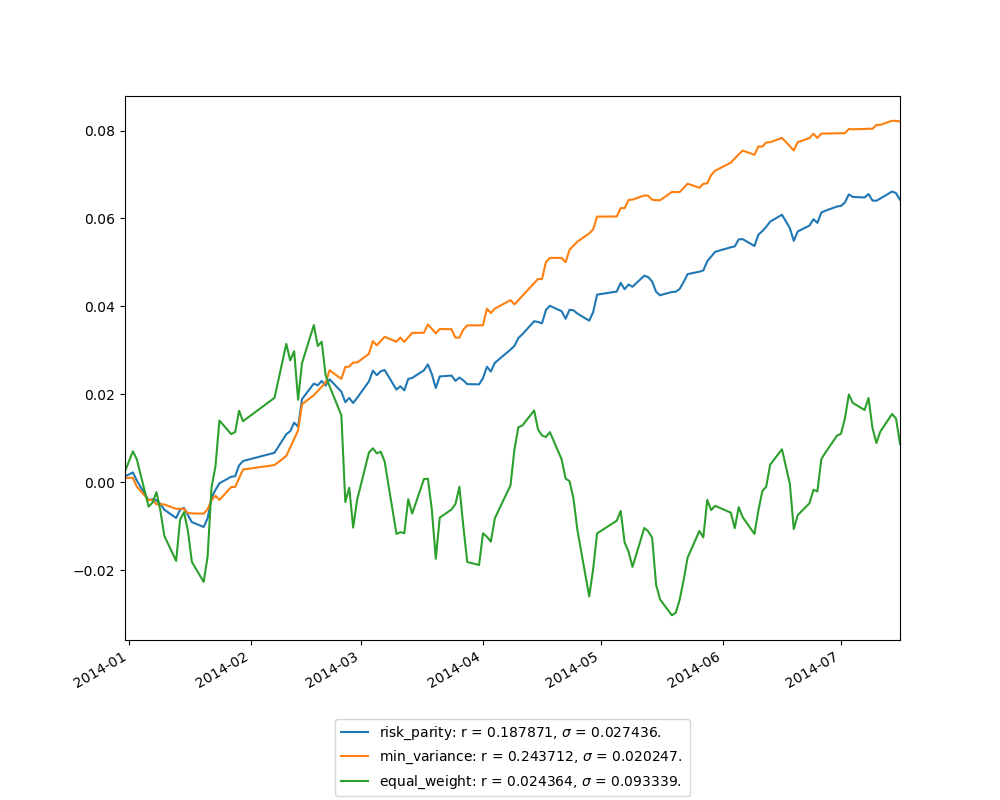 0.08
0.06
0.04
0.02
0.00
−0.02
2014-01 2014-02 2014-03 2014-04 2014-05 2014-06 2014-07
risk_parity: r = 0.187871, σ = 0.027436.
min_variance: r = 0.243712, σ = 0.020247.
equal_weight: r = 0.024364, σ = 0.093339.